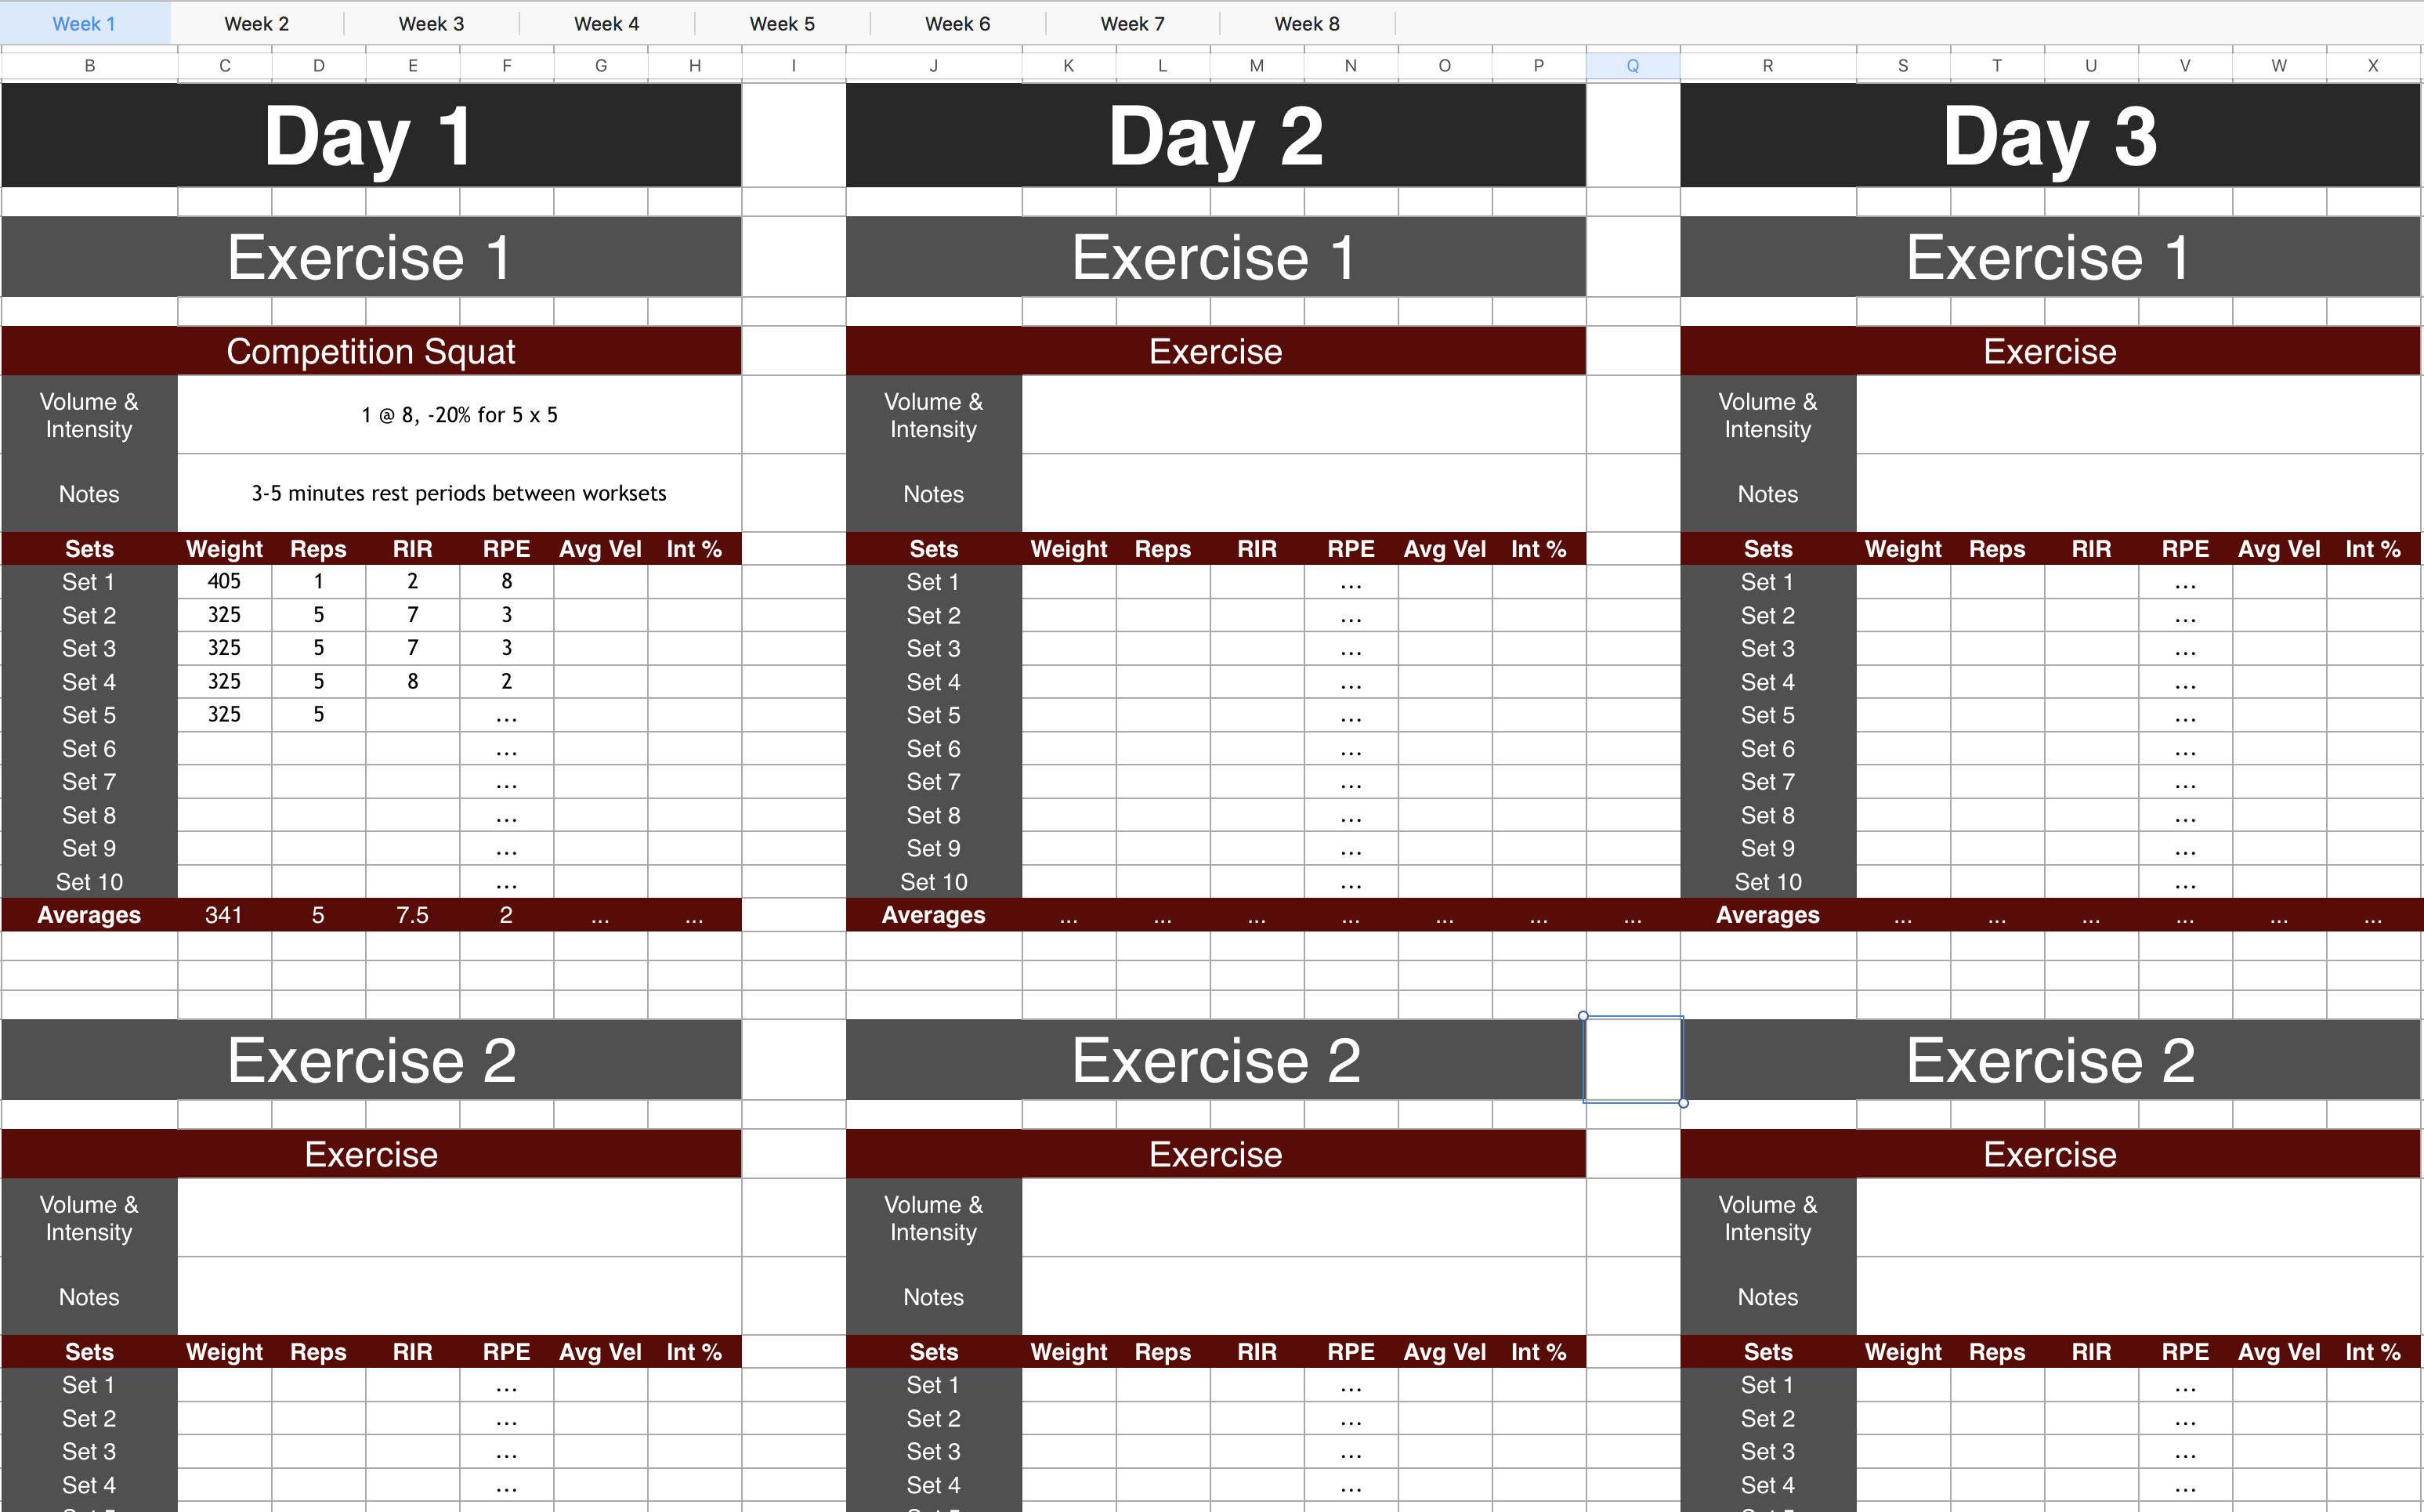 Week 1 Week 2 Week 3 Week 4 Week 5 Week 6 Week 7 Week 8
B C D E F G H I J K L M N O P Q R S T U V W X
Day 1 Day 2 Day 3
Exercise 1 Exercise 1 Exercise 1
Competition Squat Exercise Exercise
Volume & Volume & Volume &
Intensity 1 @ 8, -20% for 5 x 5 Intensity Intensity
Notes 3-5 minutes rest periods between worksets Notes Notes
Sets Weight Reps RIR RPE Avg Vel Int % Sets Weight Reps RIR RPE Avg Vel Int % Sets Weight Reps RIR RPE Avg Vel Int %
Set 1 405 1 2 8 Set 1 ... Set 1 ...
Set 2 325 5 7 3 Set 2 ... Set 2 ...
Set 3 325 5 7 3 Set 3 ... Set 3 ...
Set 4 325 5 8 2 Set 4 ... Set 4 ...
Set 5 325 5 ... Set 5 ... Set 5 ...
Set 6 ... Set 6 ... Set 6 ...
Set 7 ... Set 7 ... Set 7 ...
Set 8 ... Set 8 ... Set 8 ...
Set 9 ... Set 9 ... Set 9 ...
Set 10 ... Set 10 ... Set 10 ...
Averages 341 5 7.5 2 ... ... Averages ... ... ... ... ... ... ... Averages ... ... ... ... ... ...
Exercise 2 Exercise 2 Exercise 2
Exercise Exercise Exercise
Volume & Volume & Volume &
Intensity Intensity Intensity
Notes Notes Notes
Sets Weight Reps RIR RPE Avg Vel Int % Sets Weight Reps RIR RPE Avg Vel Int % Sets Weight Reps RIR RPE Avg Vel Int %
Set 1 ... Set 1 ... Set 1 ...
Set 2 ... Set 2 ... Set 2 ...
Set 3 ... Set 3 ... Set 3 ...
Set 4 ... Set 4 ... Set 4 ...